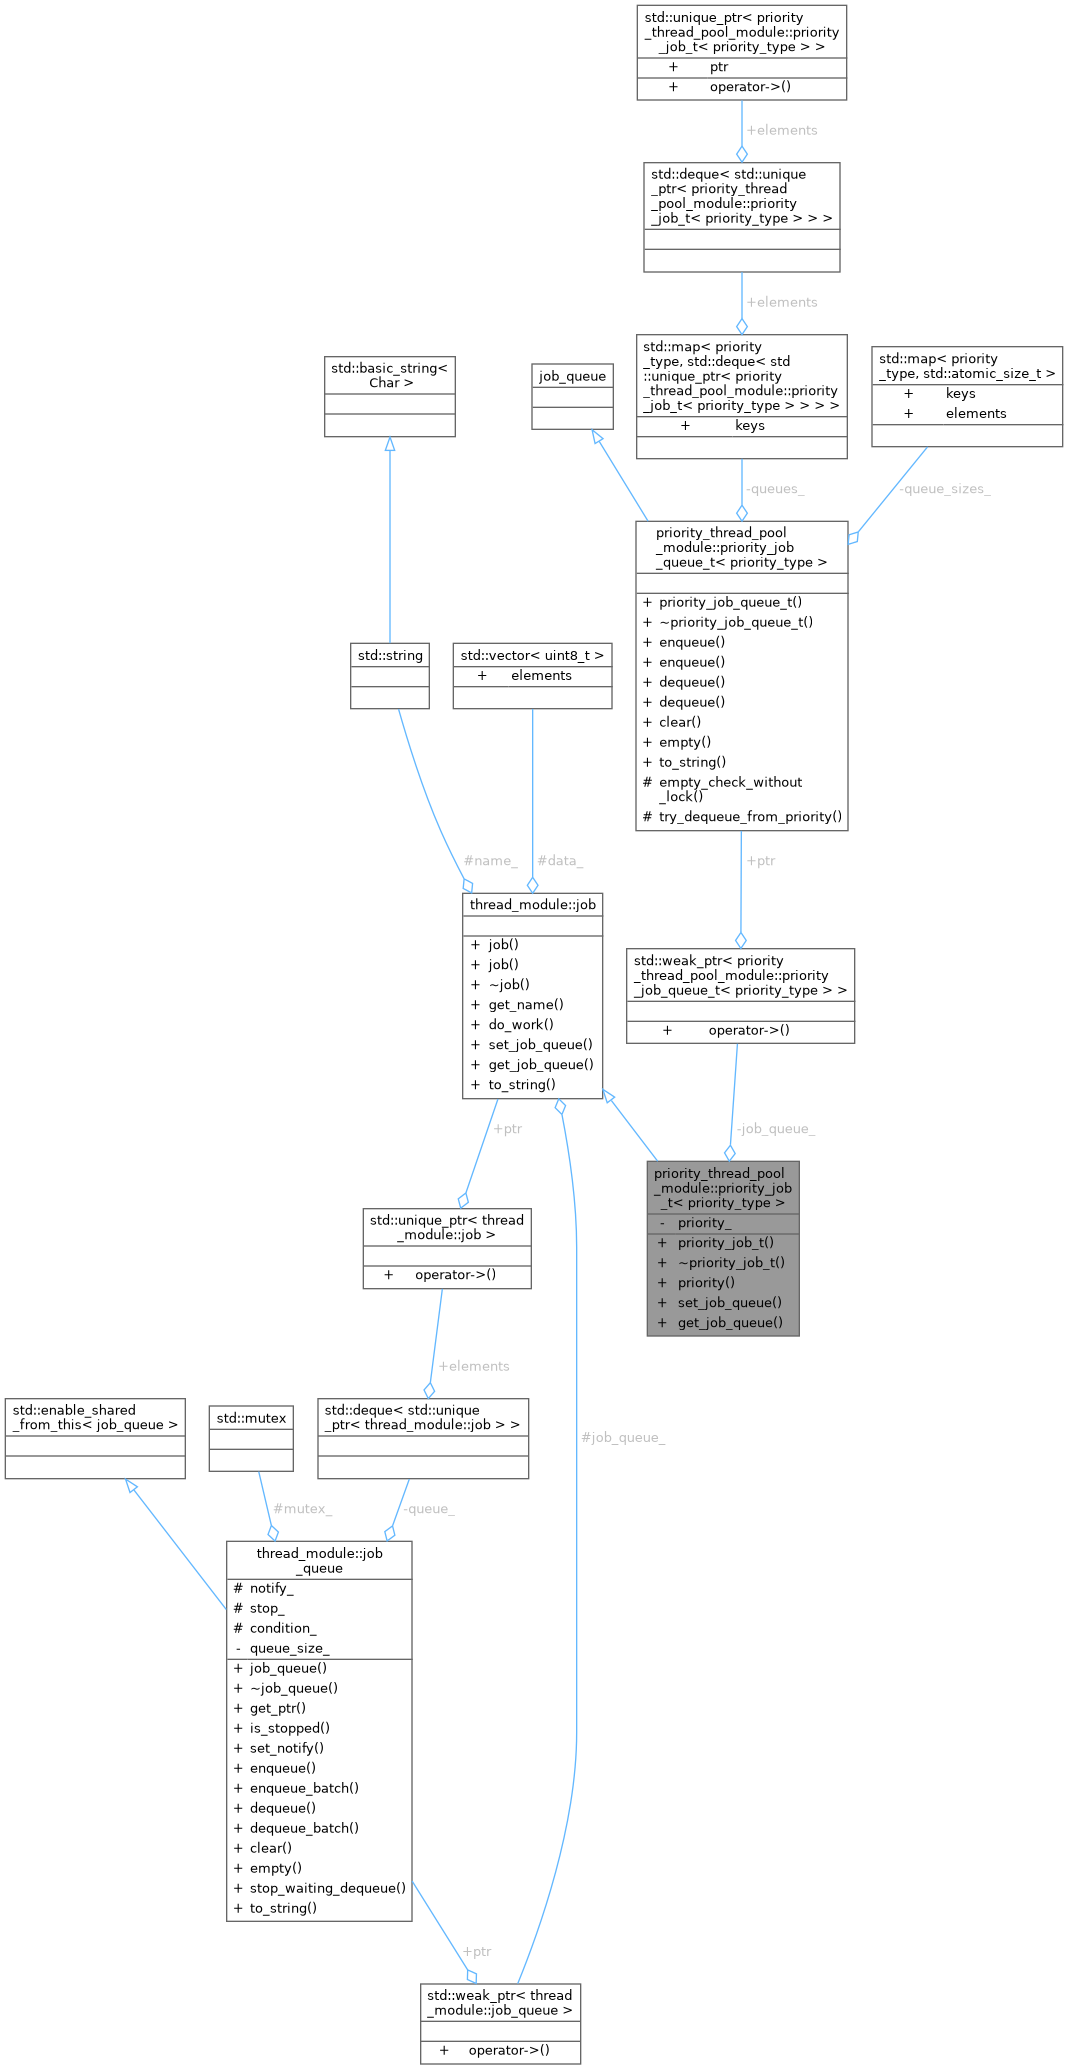 std::unique_ptr< priority
_thread_pool_module::priority
_job_t< priority_type > >
+ ptr
+ operator->()
+elements
std::deque< std::unique
_ptr< priority_thread
_pool_module::priority
_job_t< priority_type > > >
+elements
std::map< priority
_type, std::deque< std
::unique_ptr< priority
_thread_pool_module::priority
_job_t< priority_type > > > >
+ keys
std::map< priority
_type, std::atomic_size_t >
+ keys
+ elements
std::basic_string<
Char >
job_queue
-queues_
-queue_sizes_
priority_thread_pool
_module::priority_job
_queue_t< priority_type >
+ priority_job_queue_t()
+ ~priority_job_queue_t()
+ enqueue()
+ enqueue()
+ dequeue()
+ dequeue()
+ clear()
+ empty()
+ to_string()
# empty_check_without
_lock()
# try_dequeue_from_priority()
std::string
std::vector< uint8_t >
+ elements
#name_
#data_
+ptr
thread_module::job
+ job()
+ job()
+ ~job()
+ get_name()
+ do_work()
+ set_job_queue()
+ get_job_queue()
+ to_string()
std::weak_ptr< priority
_thread_pool_module::priority
_job_queue_t< priority_type > >
+ operator->()
+ptr
-job_queue_
priority_thread_pool
_module::priority_job
_t< priority_type >
- priority_
+ priority_job_t()
+ ~priority_job_t()
+ priority()
+ set_job_queue()
+ get_job_queue()
std::unique_ptr< thread
_module::job >
+ operator->()
+elements
std::enable_shared
_from_this< job_queue >
std::mutex
std::deque< std::unique
_ptr< thread_module::job > >
#job_queue_
#mutex_
-queue_
thread_module::job
_queue
# notify_
# stop_
# condition_
- queue_size_
+ job_queue()
+ ~job_queue()
+ get_ptr()
+ is_stopped()
+ set_notify()
+ enqueue()
+ enqueue_batch()
+ dequeue()
+ dequeue_batch()
+ clear()
+ empty()
+ stop_waiting_dequeue()
+ to_string()
+ptr
std::weak_ptr< thread
_module::job_queue >
+ operator->()